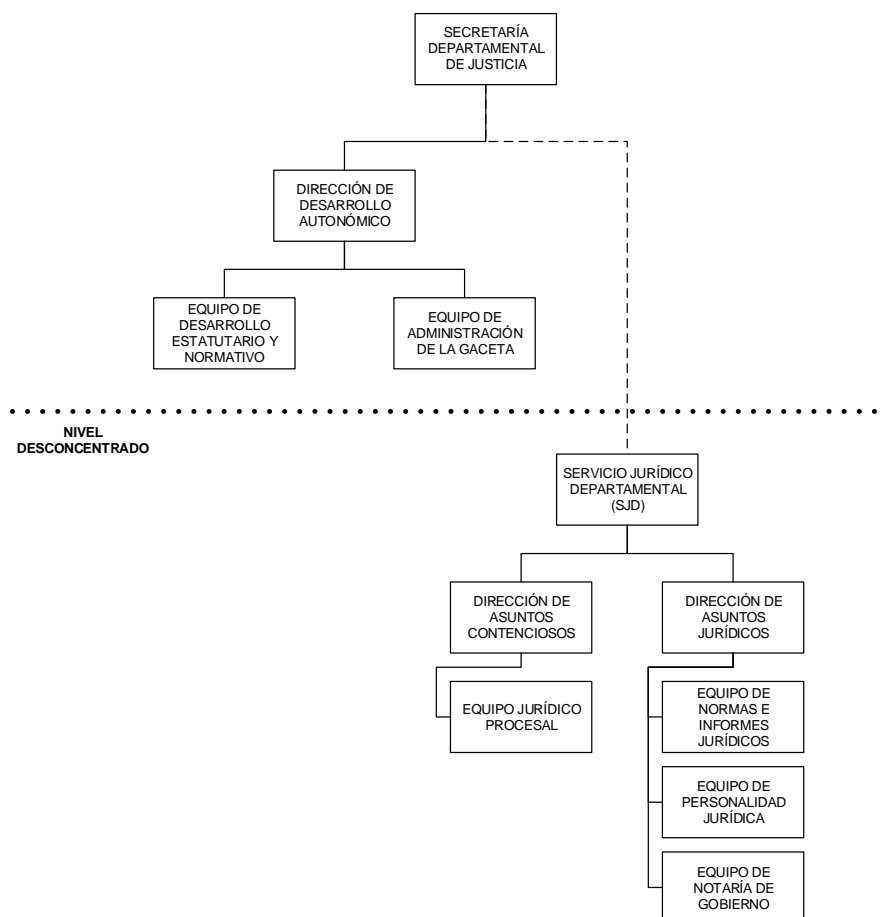 SECRETARÍA
DEPARTAMENTAL
DE JUSTICIA
DIRECCIÓN DE
DESARROLLO
AUTONÓMICO
EQUIPO DE
DESARROLLO
ESTATUTARIO Y
NORMATIVO
EQUIPO DE
ADMINISTRACIÓN
DE LA GACETA
NIVEL
DESCONCENTRADO
SERVICIO JURÍDICO
DEPARTAMENTAL
(SJD)
DIRECCIÓN DE
ASUNTOS
CONTENCIOSOS
DIRECCIÓN DE
ASUNTOS
JURÍDICOS
EQUIPO JURÍDICO
PROCESAL
EQUIPO DE
NORMAS E
INFORMES
JURÍDICOS
EQUIPO DE
PERSONALIDAD
JURÍDICA
EQUIPO DE
NOTARÍA DE
GOBIERNO